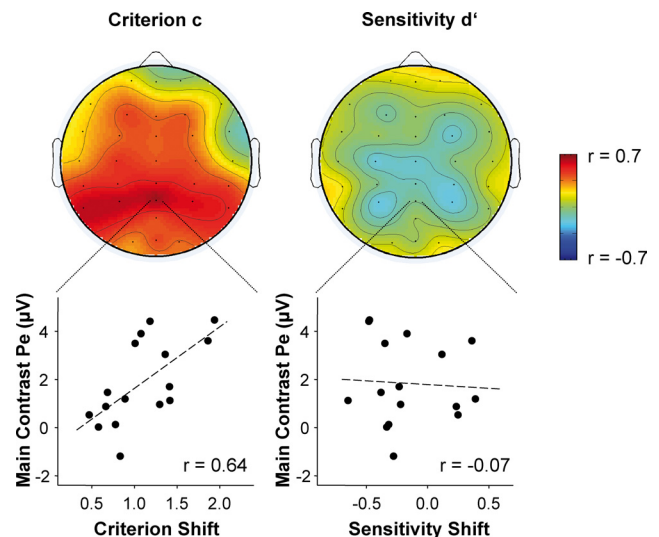 Criterion c
Sensitivity d‘
r = 0.7
r = -0.7
Main Contrast Pe (µV)
4
2
0
-2
r = 0.64
0.5 1.0 1.5 2.0
Criterion Shift
Main Contrast Pe (µV)
4
2
0
-2
r = -0.07
-0.5 0.0 0.5
Sensitivity Shift